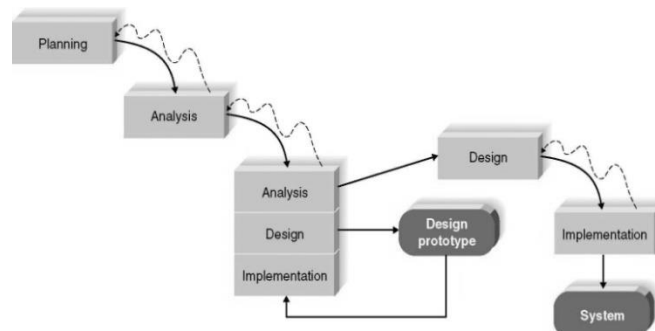 Planning
Analysis
Analysis
Design
Implementation
Design
prototype
Design
Implementation
System